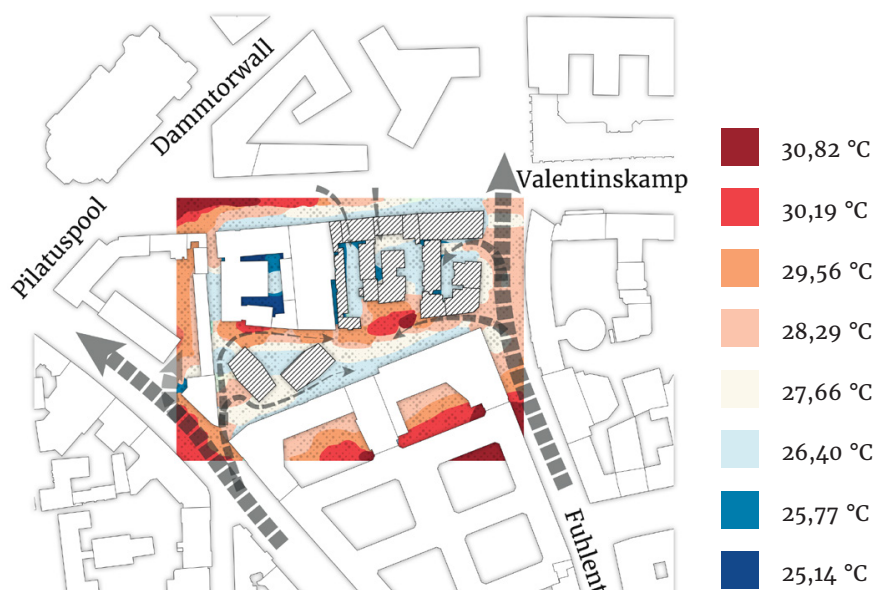 Dammtorwall
Valentinskamp
Pilatuspool
Fuhlent
30,82 °C
30,19 °C
29,56 °C
28,29 °C
27,66 °C
26,40 °C
25,77 °C
25,14 °C